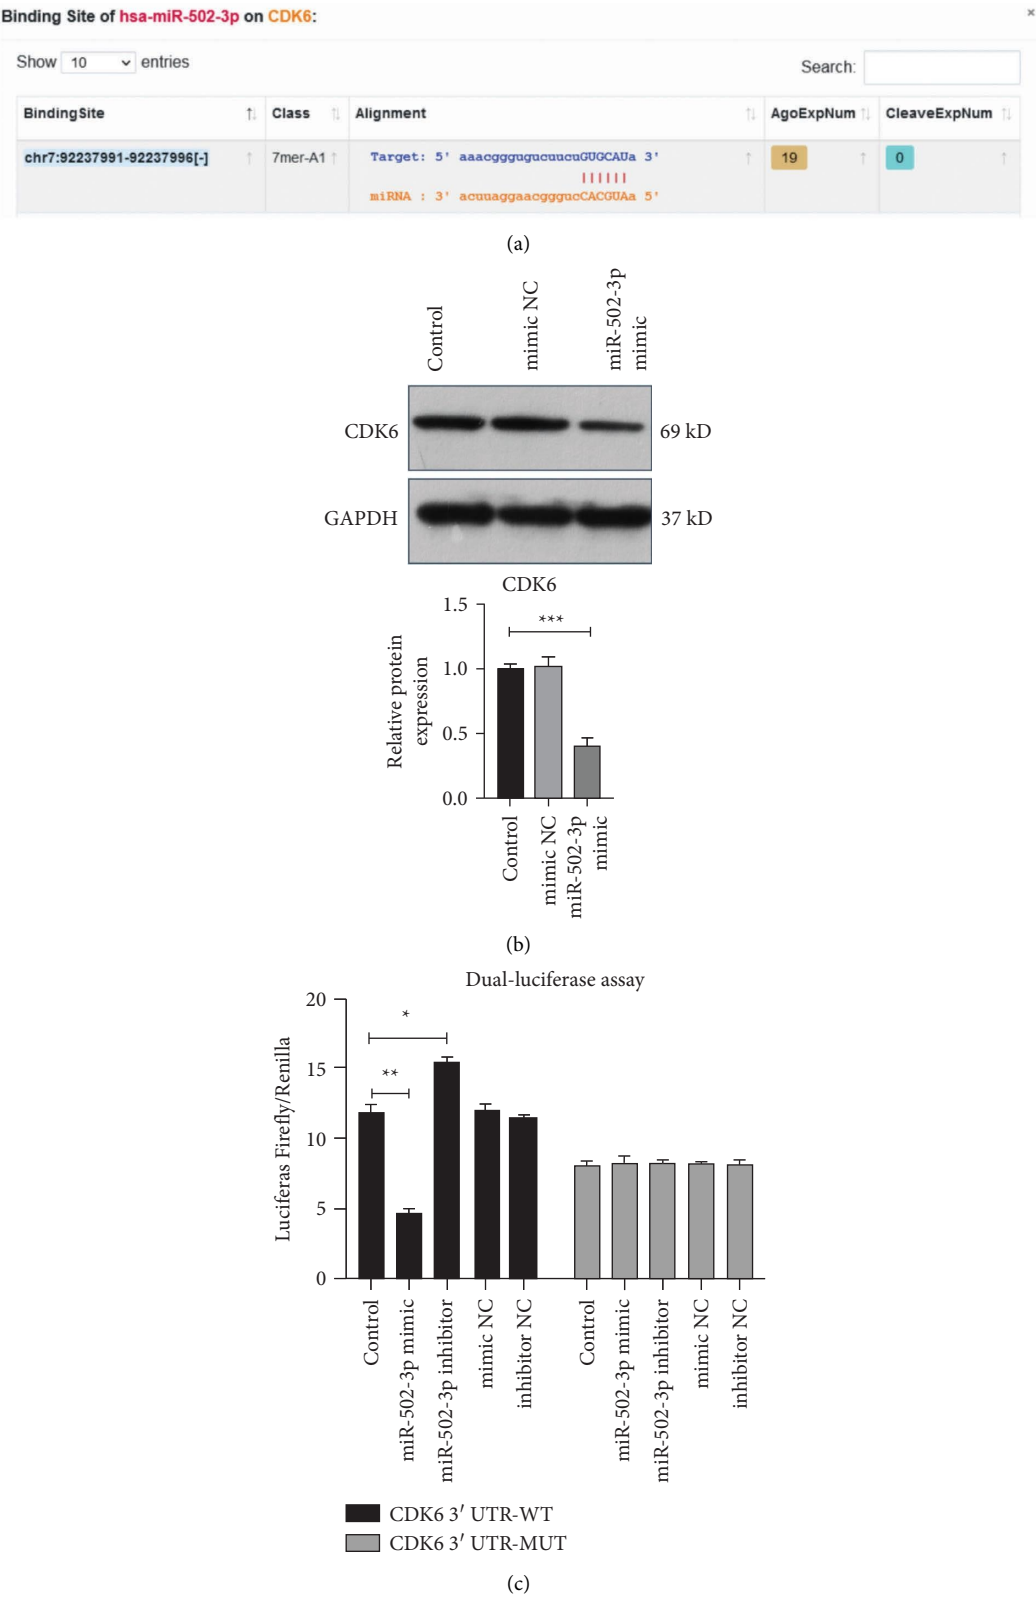 Binding Site of hsa-miR-502-3p on CDK6:
×
Show 10 entries
Search:
BindingSite Class Alignment AgoExpNum CleaveExpNum
chr7:92237991-92237996[-] 7mer-A1 Target: 5' aaacgggugucuucuGUGCAUa 3' 19 0
miRNA : 3' acuuaggaacgggucCACGUAa 5'
(a)
Control
mimic NC
miR-502-3p
mimic
CDK6
69 kD
GAPDH
37 kD
CDK6
Relative protein
expression
1.5
1.0
0.5
0.0
***
Control
mimic NC
miR-502-3p
mimic
(b)
Dual-luciferase assay
Luciferas Firefly/Renilla
20
15
10
5
0
*
**
Control
miR-502-3p mimic
miR-502-3p inhibitor
mimic NC
inhibitor NC
Control
miR-502-3p mimic
miR-502-3p inhibitor
mimic NC
inhibitor NC
CDK6 3′ UTR-WT
CDK6 3′ UTR-MUT
(c)